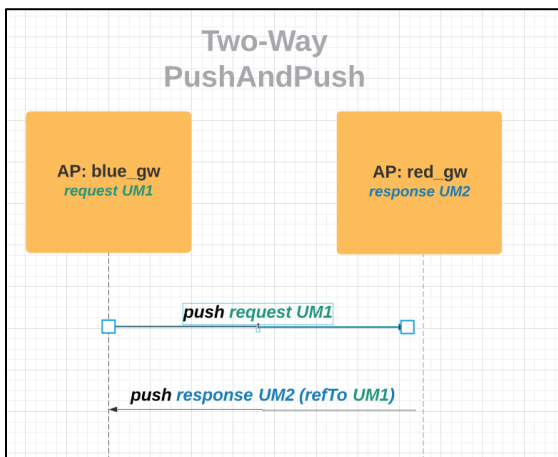 Two-Way
PushAndPush
AP: blue_gw
request UM1
AP: red_gw
response UM2
push request UM1
push response UM2 (refTo UM1)